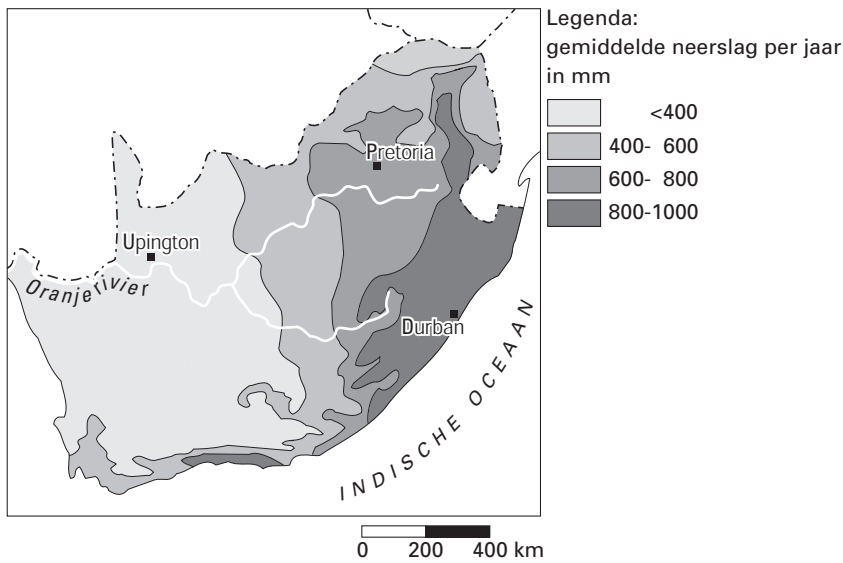 Pretoria
Upington
Oranjerivier
Durban
INDISCHE OCEAAN
Legenda:
gemiddelde neerslag per jaar
in mm
<400
400- 600
600- 800
800-1000
0 200 400 km